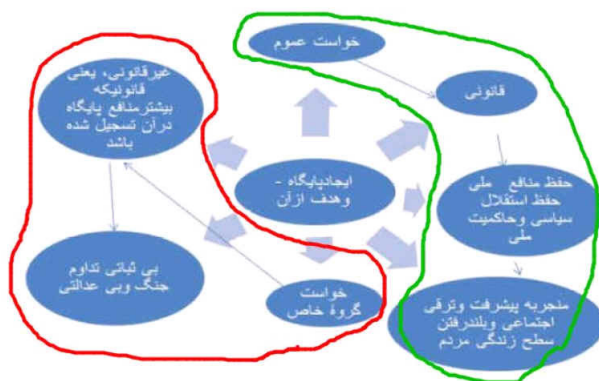 خواست عموم
قانونی
حفظ منافع ملی
حفظ استقلال
سیاسی وحاکمیت
ملی
منجربه پیشرفت وترقی
اجتماعی وبلندرفتن
سطح زندگی مردم
ایجادپایگاه -
وهدف ازآن
غیرقانونی، یعنی
قانونیکه
بیشترمنافع پایگاه
درآن تسجیل شده
باشد
بی ثباتی تداوم
جنگ وبی عدالتی
خواست
گروۀ خاص